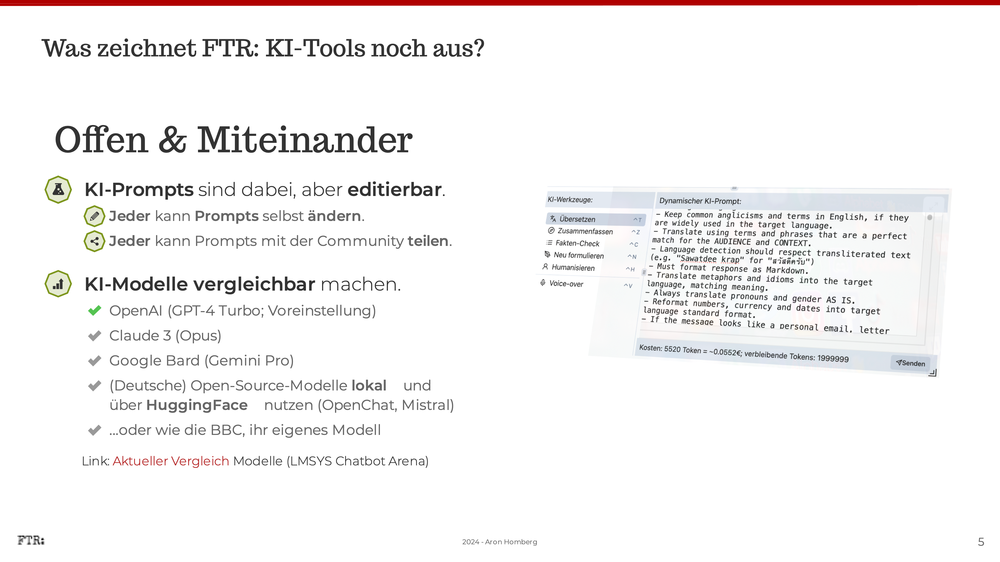 Was zeichnet FTR: KI-Tools noch aus?
Offen & Miteinander
KI-Prompts sind dabei, aber editierbar.
Jeder kann Prompts selbst ändern.
Jeder kann Prompts mit der Community teilen.
KI-Modelle vergleichbar machen.
OpenAI (GPT-4 Turbo; Voreinstellung)
Claude 3 (Opus)
Google Bard (Gemini Pro)
(Deutsche) Open-Source-Modelle lokal und
über HuggingFace nutzen (OpenChat, Mistral)
...oder wie die BBC, ihr eigenes Modell
Link: Aktueller Vergleich Modelle (LMSYS Chatbot Arena)
KI-Werkzeuge:
Übersetzen ^T
Zusammenfassen ^Z
Fakten-Check ^C
Neu formulieren ^N
Humanisieren ^H
Voice-over ^V
Dynamischer KI-Prompt:
– Keep common anglicisms and terms in English, if they
are widely used in the target language.
– Translate using terms and phrases that are a perfect
match for the AUDIENCE and CONTEXT.
– Language detection should respect transliterated text
(e.g. "Sawatdee krap" for "สวัสดีครับ")
– Must format response as Markdown.
– Translate metaphors and idioms into the target
language, matching meaning.
– Always translate pronouns and gender AS IS.
– Reformat numbers, currency and dates into target
language standard format.
– If the message looks like a personal email, letter
Kosten: 5520 Token = ~0.0552€; verbleibende Tokens: 1999999
Senden
FTR:
2024 - Aron Homberg
5